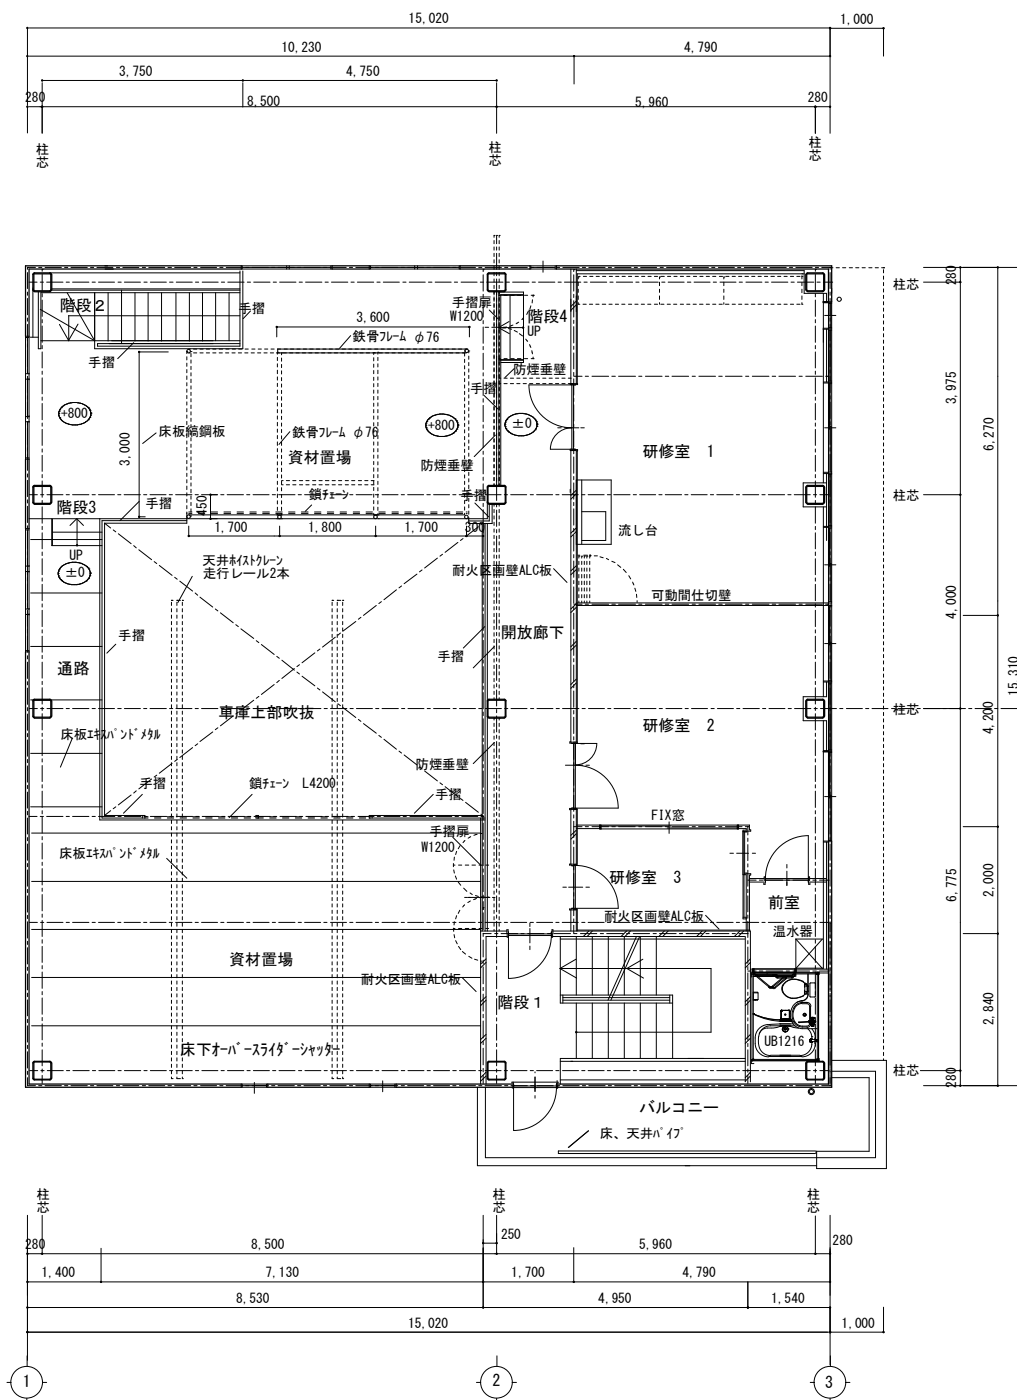 15,020
1,000
10,230
4,790
3,750
4,750
280
8,500
5,960
280
柱芯
柱芯
柱芯
階段2
手摺
手摺
3,600
鉄骨フレーム φ76
手摺扉
W1200
階段4
UP
防煙垂壁
手摺
280
柱芯
+800
床板縞鋼板
3,000
鉄骨フレーム φ76
資材置場
+800
±0
防煙垂壁
研修室 1
3,975
6,270
階段3
手摺
450
鎖チェーン
手摺
柱芯
UP
±0
1,700
1,800
1,700
300
流し台
天井ホイストクレーン
走行レール2本
耐火区画壁ALC板
可動間仕切壁
4,000
手摺
開放廊下
手摺
通路
車庫上部吹抜
研修室 2
柱芯
4,200
15,310
床板エキスパンドメタル
防煙垂壁
手摺
鎖チェーン L4200
手摺
FIX窓
手摺扉
W1200
床板エキスパンドメタル
研修室 3
前室
6,775
2,000
耐火区画壁ALC板
温水器
資材置場
耐火区画壁ALC板
階段1
2,840
床下オーバースライダーシャッター
UB1216
柱芯
280
バルコニー
床、天井パイプ
柱芯
柱芯
柱芯
250
280
8,500
5,960
280
1,400
7,130
1,700
4,790
8,530
4,950
1,540
15,020
1,000
1
2
3